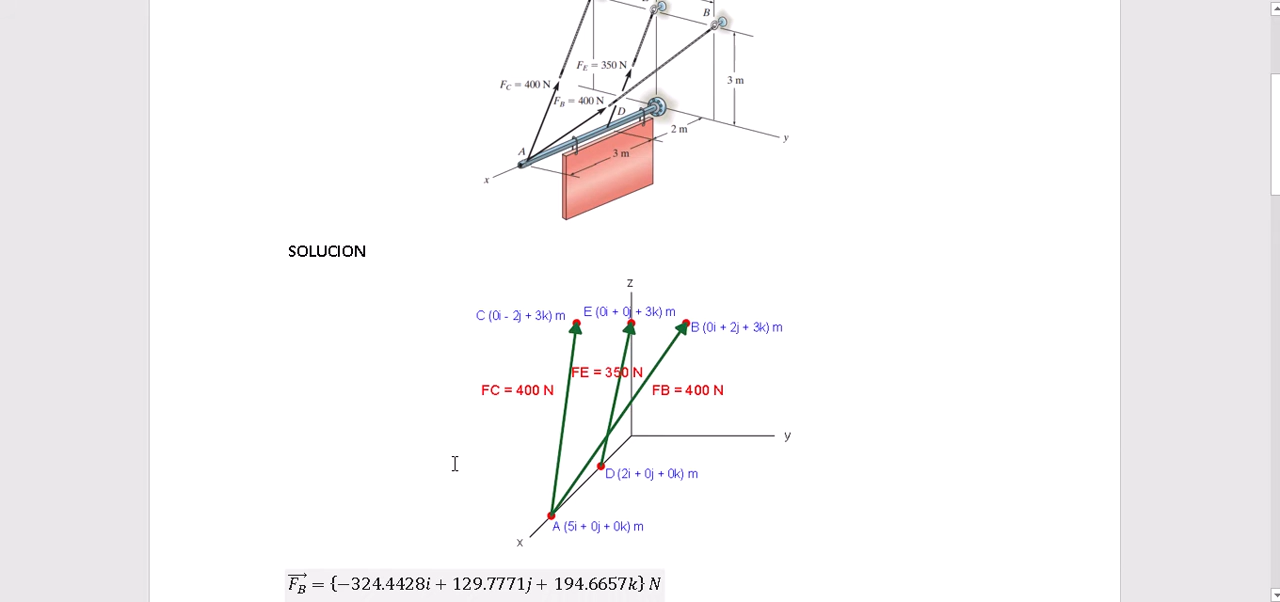 B
F_E = 350 N
F_C = 400 N
F_B = 400 N
3 m
D
2 m
y
A
3 m
x
SOLUCION
z
C (0i - 2j + 3k) m
E (0i + 0j + 3k) m
B (0i + 2j + 3k) m
FE = 350 N
FC = 400 N
FB = 400 N
y
D (2i + 0j + 0k) m
A (5i + 0j + 0k) m
x
\overrightarrow{F_B} = {−324.4428i + 129.7771j + 194.6657k} N